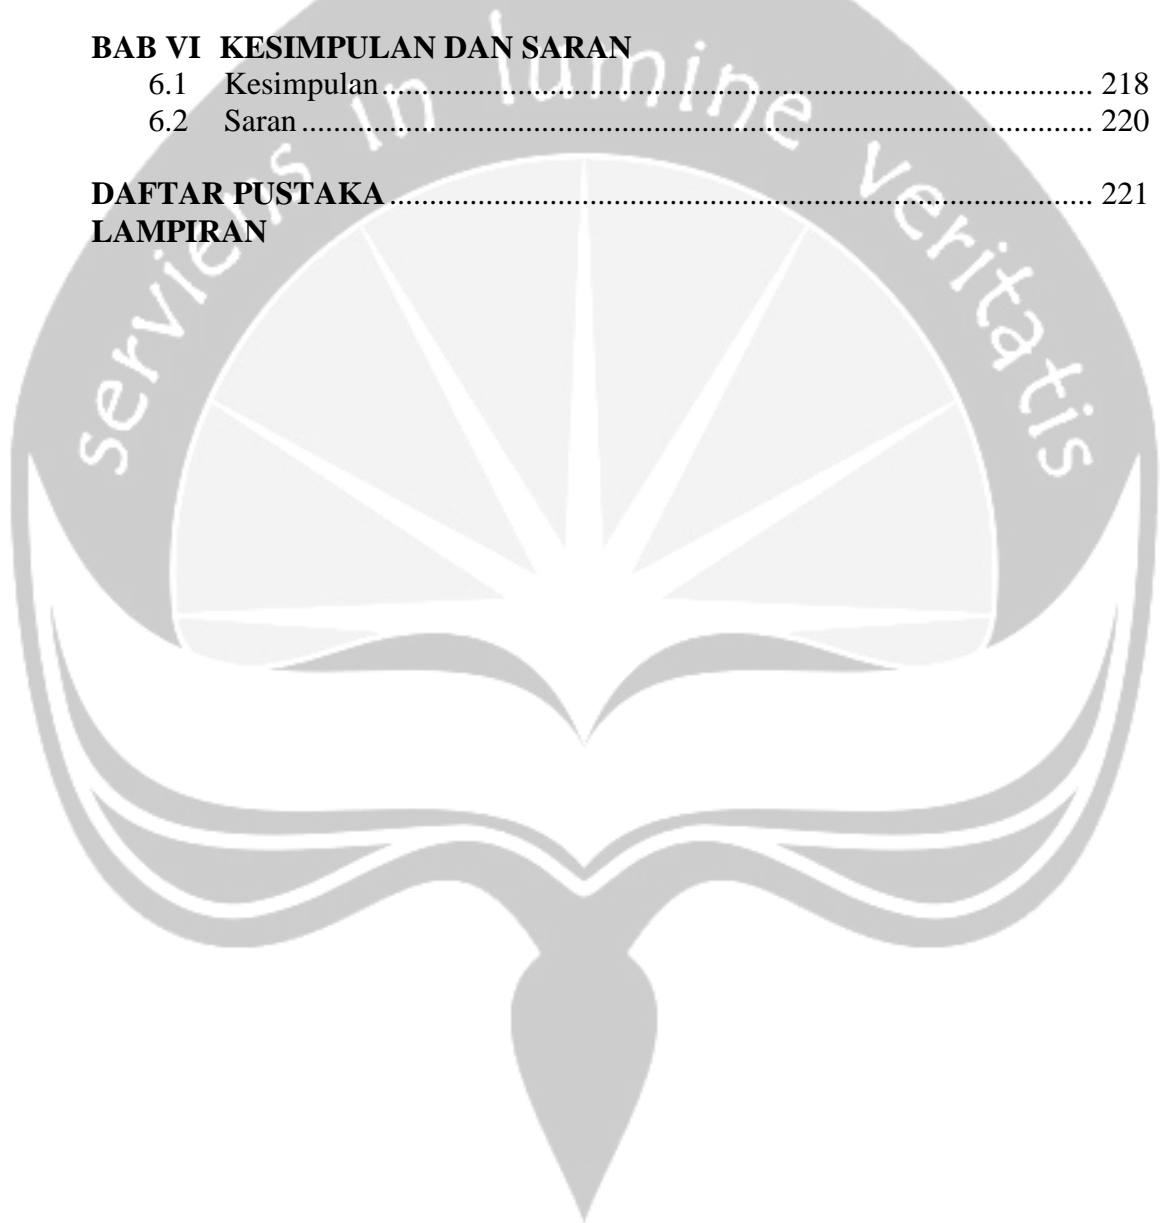 BAB VI KESIMPULAN DAN SARAN
6.1 Kesimpulan........................................................................................ 218
6.2 Saran.................................................................................................. 220
DAFTAR PUSTAKA....................................................................................... 221
LAMPIRAN
serviens in lumine veritatis